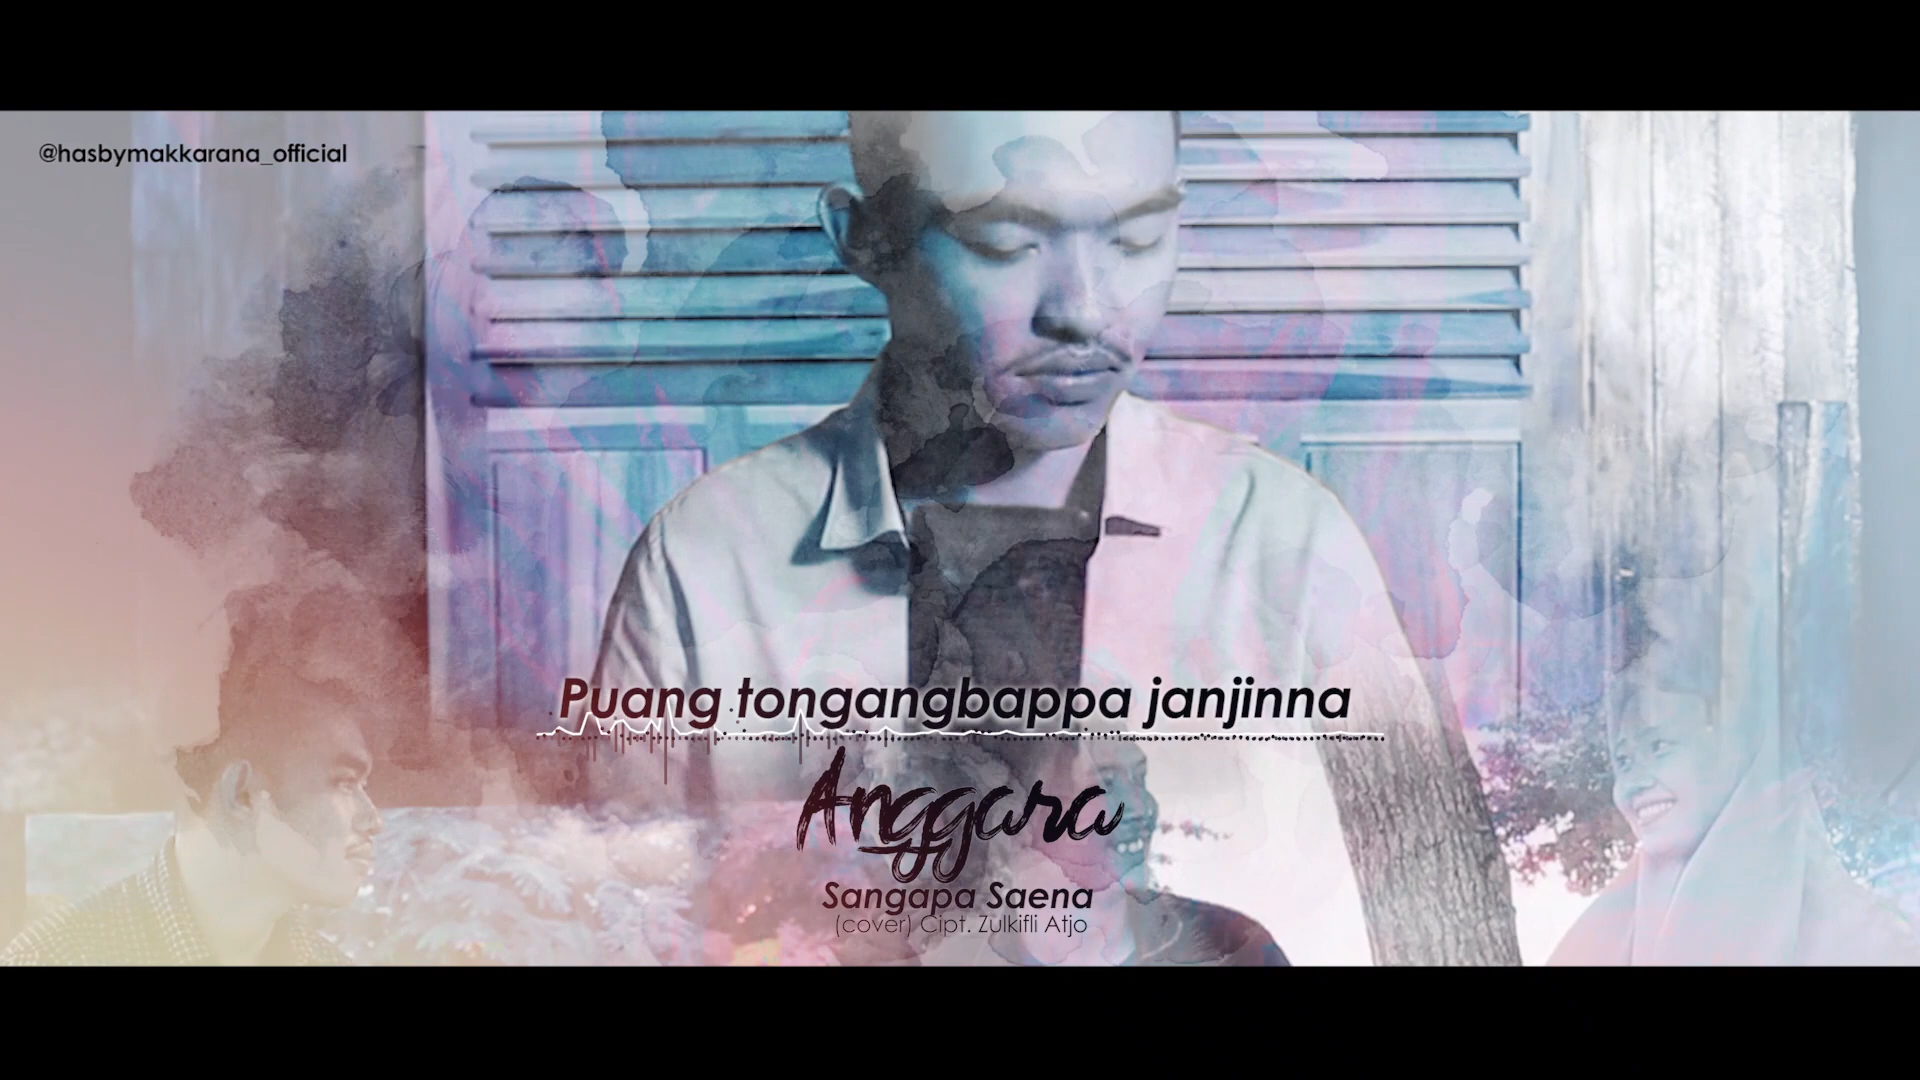 @hasbymakkarana_official
Puang tongangbappa janjinna
Anggara
Sangapa Saena
(cover) Cipt. Zulkifli Atjo